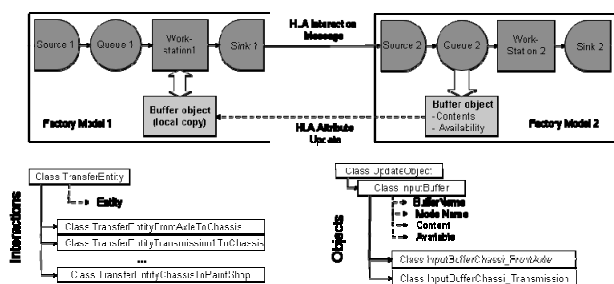 Source 1
Queue 1
Work-
station1
Sink 1
HLA Interaction
Message
Source 2
Queue 2
Work-
Station 2
Sink 2
Buffer object
(local copy)
Factory Model 1
HLA Attribute
Update
Buffer object
- Contents
- Availability
Factory Model 2
Interactions
Class TransferEntity
Entity
Class TransferEntityFromAxleToChassis
Class TransferEntityTransmission1ToChassis
...
Class TransferEntityChassisToPaintShop
Objects
Class UpdateObject
Class InputBuffer
BufferName
Model Name
Content
Available
Class InputBufferChassi_FrontAxle
Class InputBufferChassi_Transmission